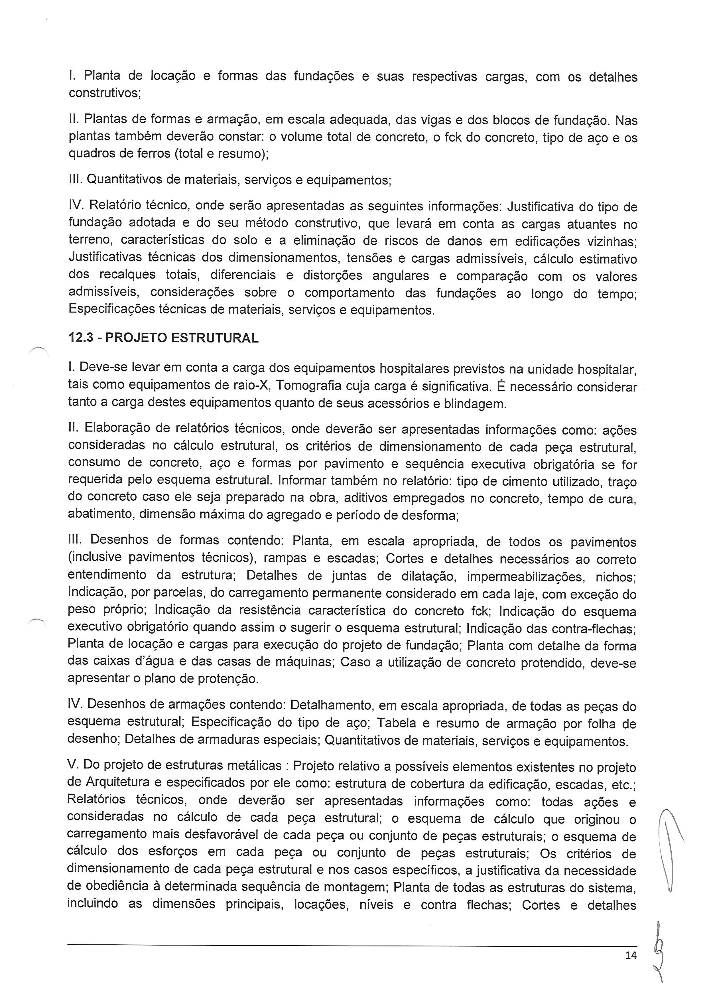 I. Planta de locação e formas das fundações e suas respectivas cargas, com os detalhes
construtivos;
II. Plantas de formas e armação, em escala adequada, das vigas e dos blocos de fundação. Nas
plantas também deverão constar: o volume total de concreto, o fck do concreto, tipo de aço e os
quadros de ferros (total e resumo);
III. Quantitativos de materiais, serviços e equipamentos;
IV. Relatório técnico, onde serão apresentadas as seguintes informações: Justificativa do tipo de
fundação adotada e do seu método construtivo, que levará em conta as cargas atuantes no
terreno, características do solo e a eliminação de riscos de danos em edificações vizinhas;
Justificativas técnicas dos dimensionamentos, tensões e cargas admissíveis, cálculo estimativo
dos recalques totais, diferenciais e distorções angulares e comparação com os valores
admissíveis, considerações sobre o comportamento das fundações ao longo do tempo;
Especificações técnicas de materiais, serviços e equipamentos.
12.3 - PROJETO ESTRUTURAL
I. Deve-se levar em conta a carga dos equipamentos hospitalares previstos na unidade hospitalar,
tais como equipamentos de raio-X, Tomografia cuja carga é significativa. É necessário considerar
tanto a carga destes equipamentos quanto de seus acessórios e blindagem.
II. Elaboração de relatórios técnicos, onde deverão ser apresentadas informações como: ações
consideradas no cálculo estrutural, os critérios de dimensionamento de cada peça estrutural,
consumo de concreto, aço e formas por pavimento e sequência executiva obrigatória se for
requerida pelo esquema estrutural. Informar também no relatório: tipo de cimento utilizado, traço
do concreto caso ele seja preparado na obra, aditivos empregados no concreto, tempo de cura,
abatimento, dimensão máxima do agregado e período de desforma;
III. Desenhos de formas contendo: Planta, em escala apropriada, de todos os pavimentos
(inclusive pavimentos técnicos), rampas e escadas; Cortes e detalhes necessários ao correto
entendimento da estrutura; Detalhes de juntas de dilatação, impermeabilizações, nichos;
Indicação, por parcelas, do carregamento permanente considerado em cada laje, com exceção do
peso próprio; Indicação da resistência característica do concreto fck; Indicação do esquema
executivo obrigatório quando assim o sugerir o esquema estrutural; Indicação das contra-flechas;
Planta de locação e cargas para execução do projeto de fundação; Planta com detalhe da forma
das caixas d’água e das casas de máquinas; Caso a utilização de concreto protendido, deve-se
apresentar o plano de protenção.
IV. Desenhos de armações contendo: Detalhamento, em escala apropriada, de todas as peças do
esquema estrutural; Especificação do tipo de aço; Tabela e resumo de armação por folha de
desenho; Detalhes de armaduras especiais; Quantitativos de materiais, serviços e equipamentos.
V. Do projeto de estruturas metálicas : Projeto relativo a possíveis elementos existentes no projeto
de Arquitetura e especificados por ele como: estrutura de cobertura da edificação, escadas, etc.;
Relatórios técnicos, onde deverão ser apresentadas informações como: todas ações e
consideradas no cálculo de cada peça estrutural; o esquema de cálculo que originou o
carregamento mais desfavorável de cada peça ou conjunto de peças estruturais; o esquema de
cálculo dos esforços em cada peça ou conjunto de peças estruturais; Os critérios de
dimensionamento de cada peça estrutural e nos casos específicos, a justificativa da necessidade
de obediência à determinada sequência de montagem; Planta de todas as estruturas do sistema,
incluindo as dimensões principais, locações, níveis e contra flechas; Cortes e detalhes
14